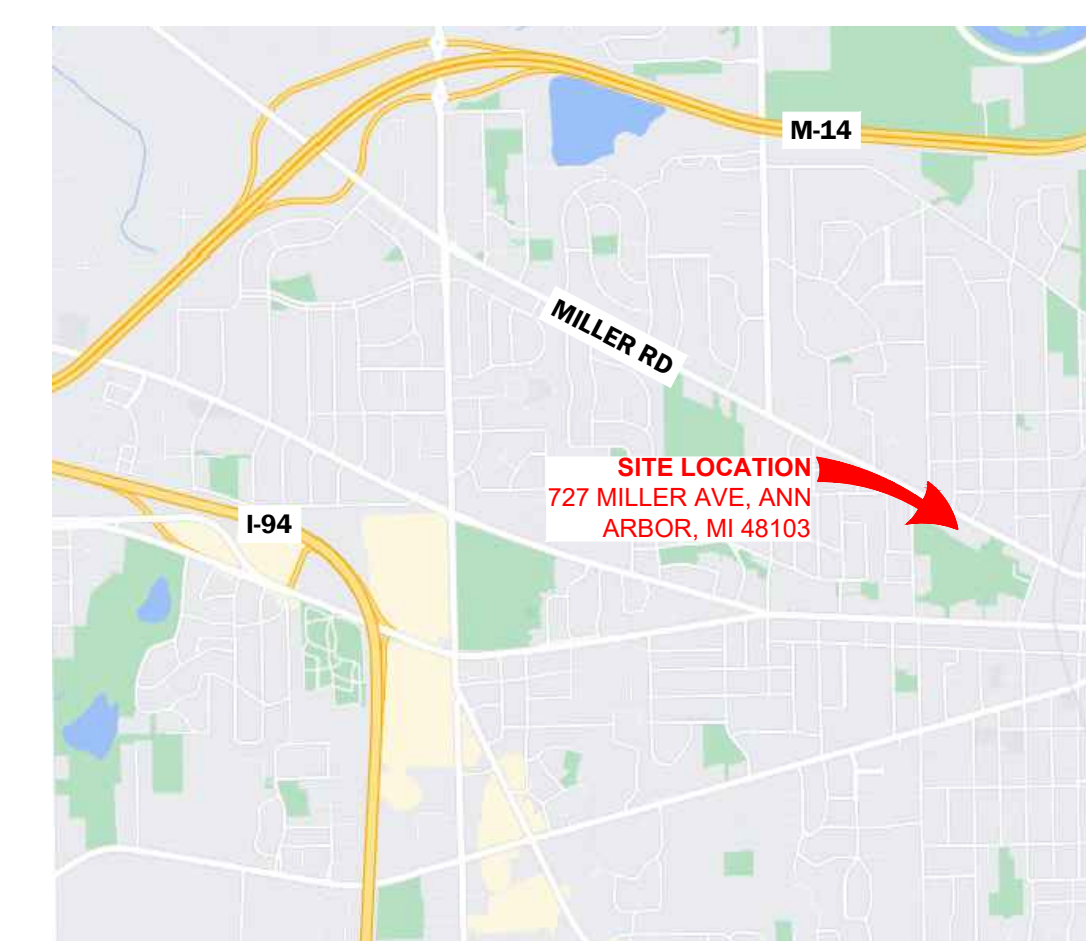 M-14
MILLER RD
SITE LOCATION
727 MILLER AVE, ANN
ARBOR, MI 48103
I-94